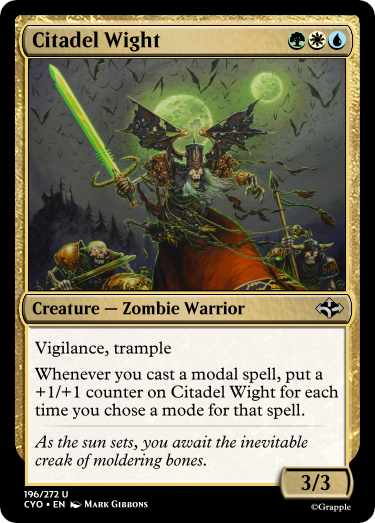 Citadel Wight
Creature — Zombie Warrior
Vigilance, trample
Whenever you cast a modal spell, put a
+1/+1 counter on Citadel Wight for each
time you chose a mode for that spell.
As the sun sets, you await the inevitable
creak of moldering bones.
3/3
196/272 U
CYO • EN Mark Gibbons
©Grapple